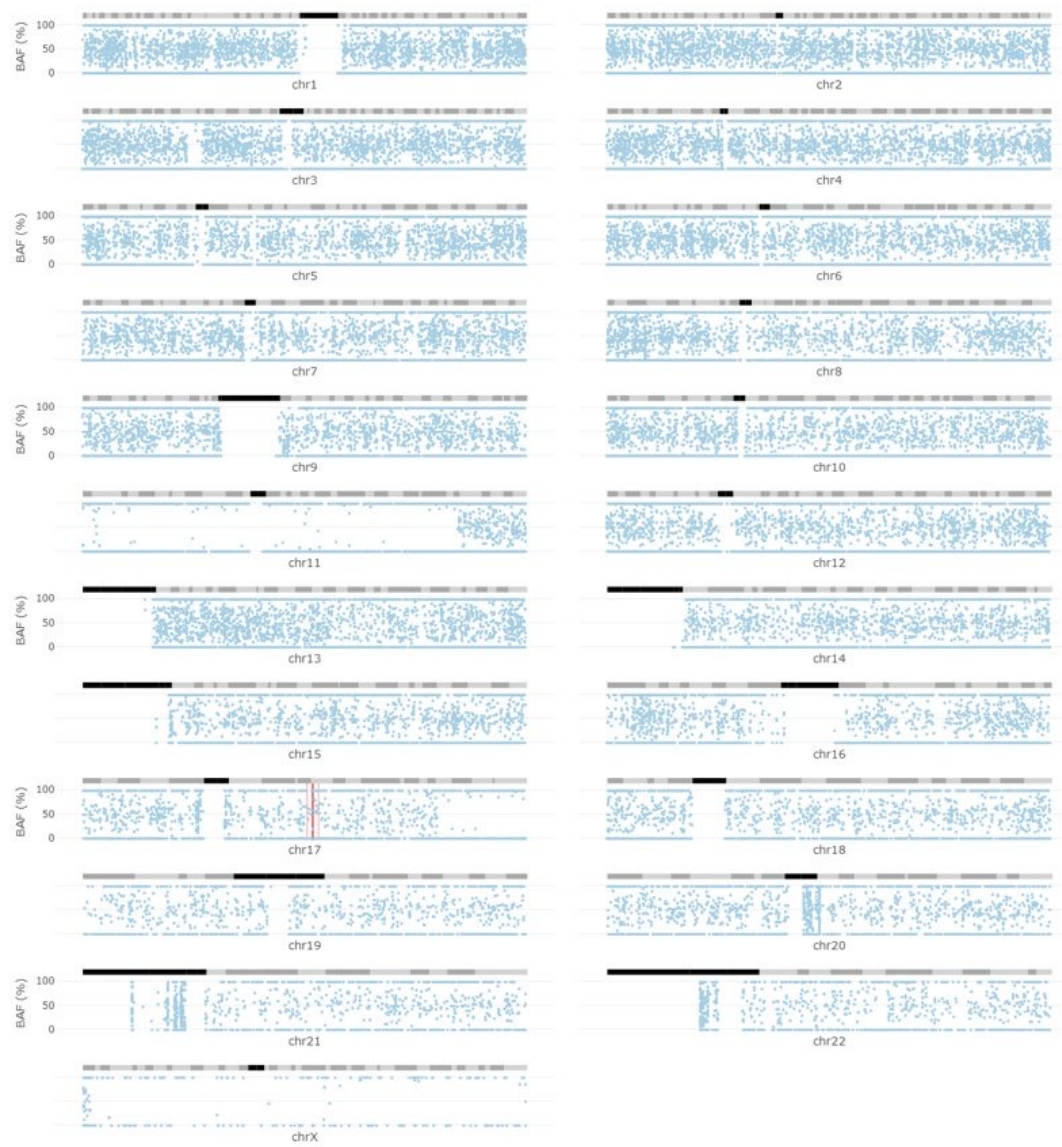 BAF (%)
100
50
0
chr1
chr2
chr3
chr4
BAF (%)
100
50
0
chr5
chr6
chr7
chr8
BAF (%)
100
50
0
chr9
chr10
chr11
chr12
BAF (%)
100
50
0
chr13
chr14
chr15
chr16
BAF (%)
100
50
0
chr17
chr18
chr19
chr20
BAF (%)
100
50
0
chr21
chr22
chrX